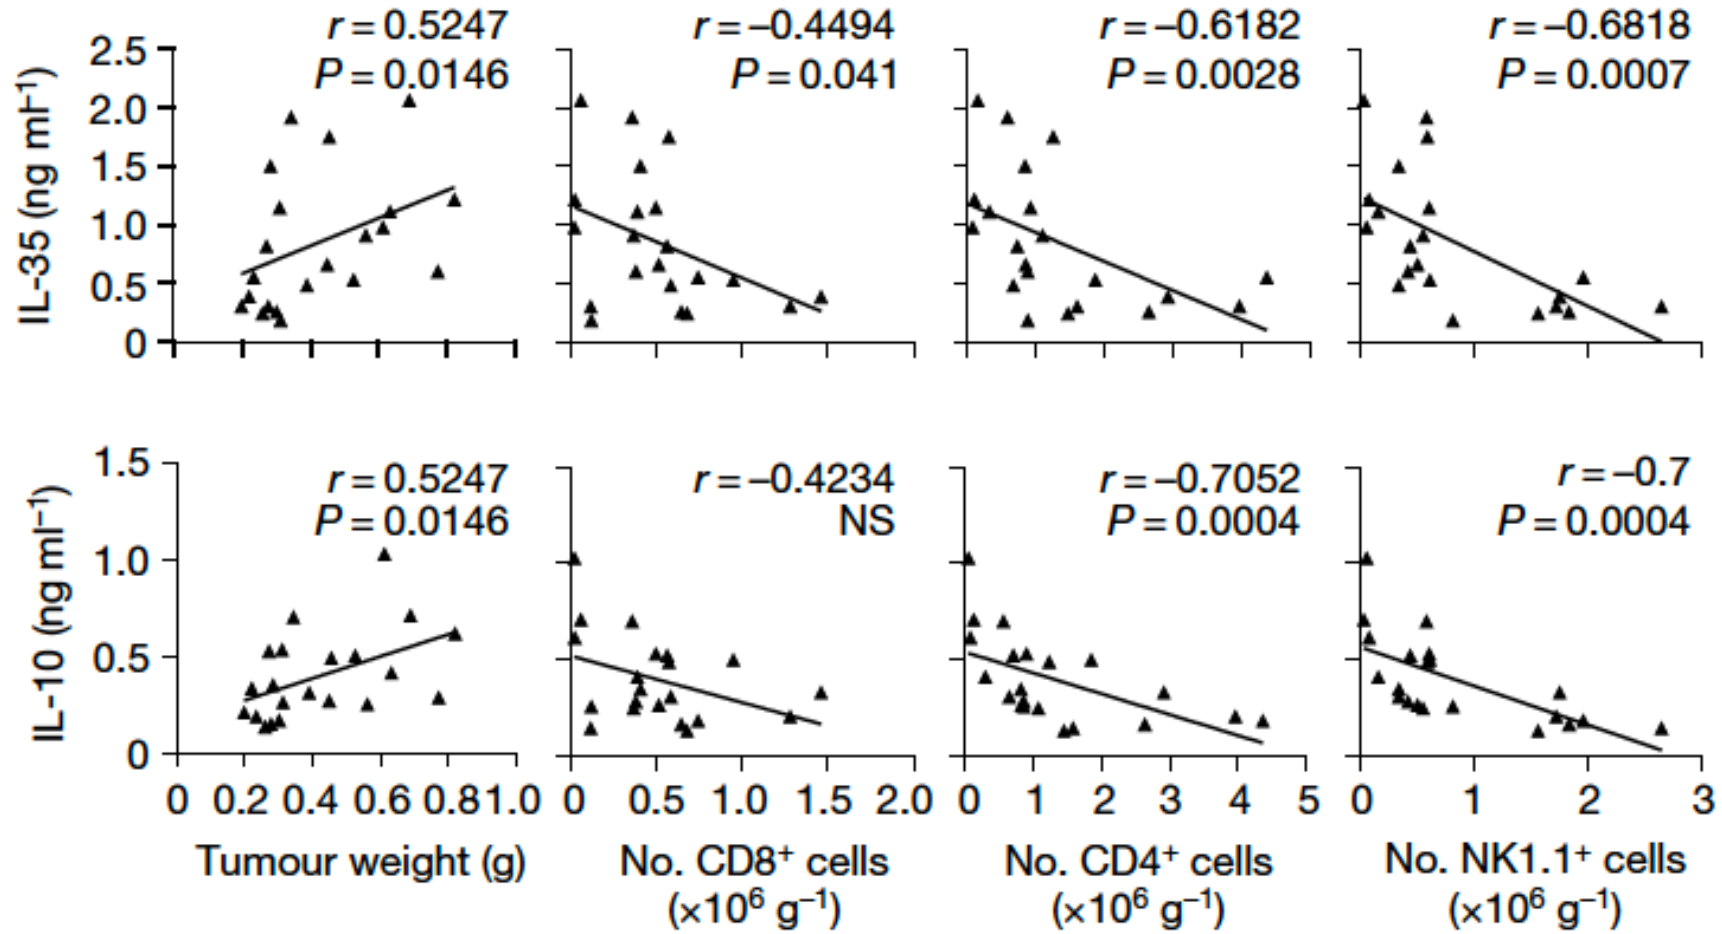 r = 0.5247
P = 0.0146
r = –0.4494
P = 0.041
r = –0.6182
P = 0.0028
r = –0.6818
P = 0.0007
IL-35 (ng ml⁻¹)
2.5
2.0
1.5
1.0
0.5
0
r = 0.5247
P = 0.0146
r = –0.4234
NS
r = –0.7052
P = 0.0004
r = –0.7
P = 0.0004
IL-10 (ng ml⁻¹)
1.5
1.0
0.5
0
0 0.2 0.4 0.6 0.8 1.0
0 0.5 1.0 1.5 2.0
0 1 2 3 4 5
0 1 2 3
Tumour weight (g)
No. CD8⁺ cells
(×10⁶ g⁻¹)
No. CD4⁺ cells
(×10⁶ g⁻¹)
No. NK1.1⁺ cells
(×10⁶ g⁻¹)